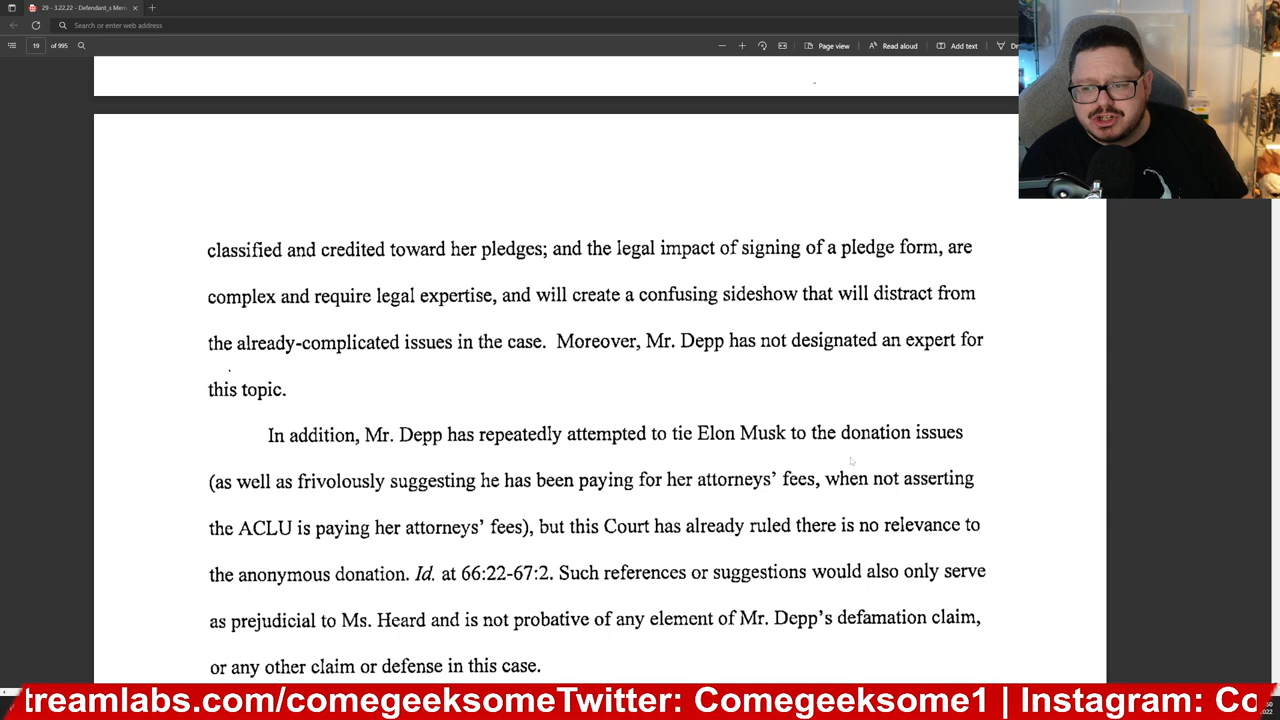 29 - 3.22.22 - Defendant_s Mem
Search or enter web address
19 of 995
Page view
Read aloud
Add text
classified and credited toward her pledges; and the legal impact of signing of a pledge form, are
complex and require legal expertise, and will create a confusing sideshow that will distract from
the already-complicated issues in the case. Moreover, Mr. Depp has not designated an expert for
this topic.
In addition, Mr. Depp has repeatedly attempted to tie Elon Musk to the donation issues
(as well as frivolously suggesting he has been paying for her attorneys' fees, when not asserting
the ACLU is paying her attorneys' fees), but this Court has already ruled there is no relevance to
the anonymous donation. Id. at 66:22-67:2. Such references or suggestions would also only serve
as prejudicial to Ms. Heard and is not probative of any element of Mr. Depp's defamation claim,
or any other claim or defense in this case.
treamlabs.com/comegeeksomeTwitter: Comegeeksome1 | Instagram: Co